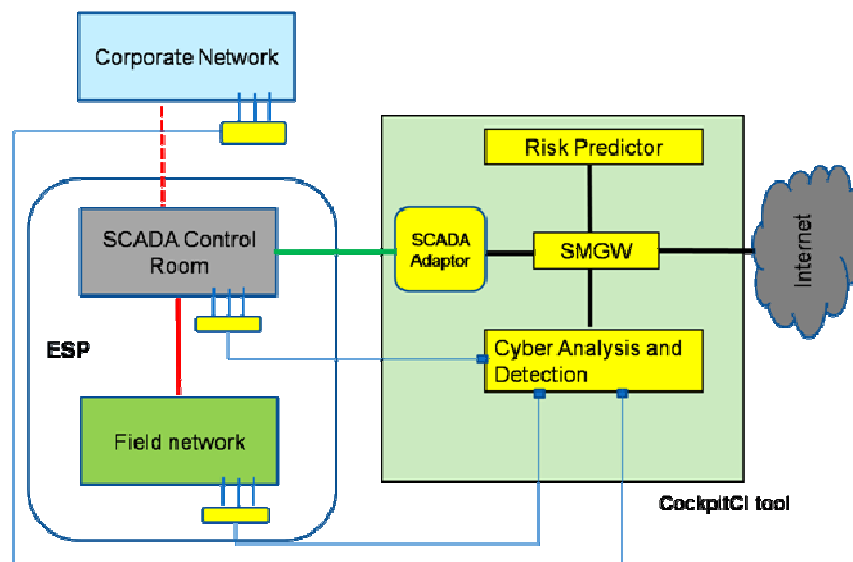 Corporate Network
Risk Predictor
SCADA Control
Room
SCADA
Adaptor
SMGW
Internet
ESP
Cyber Analysis and
Detection
Field network
CockpitCI tool